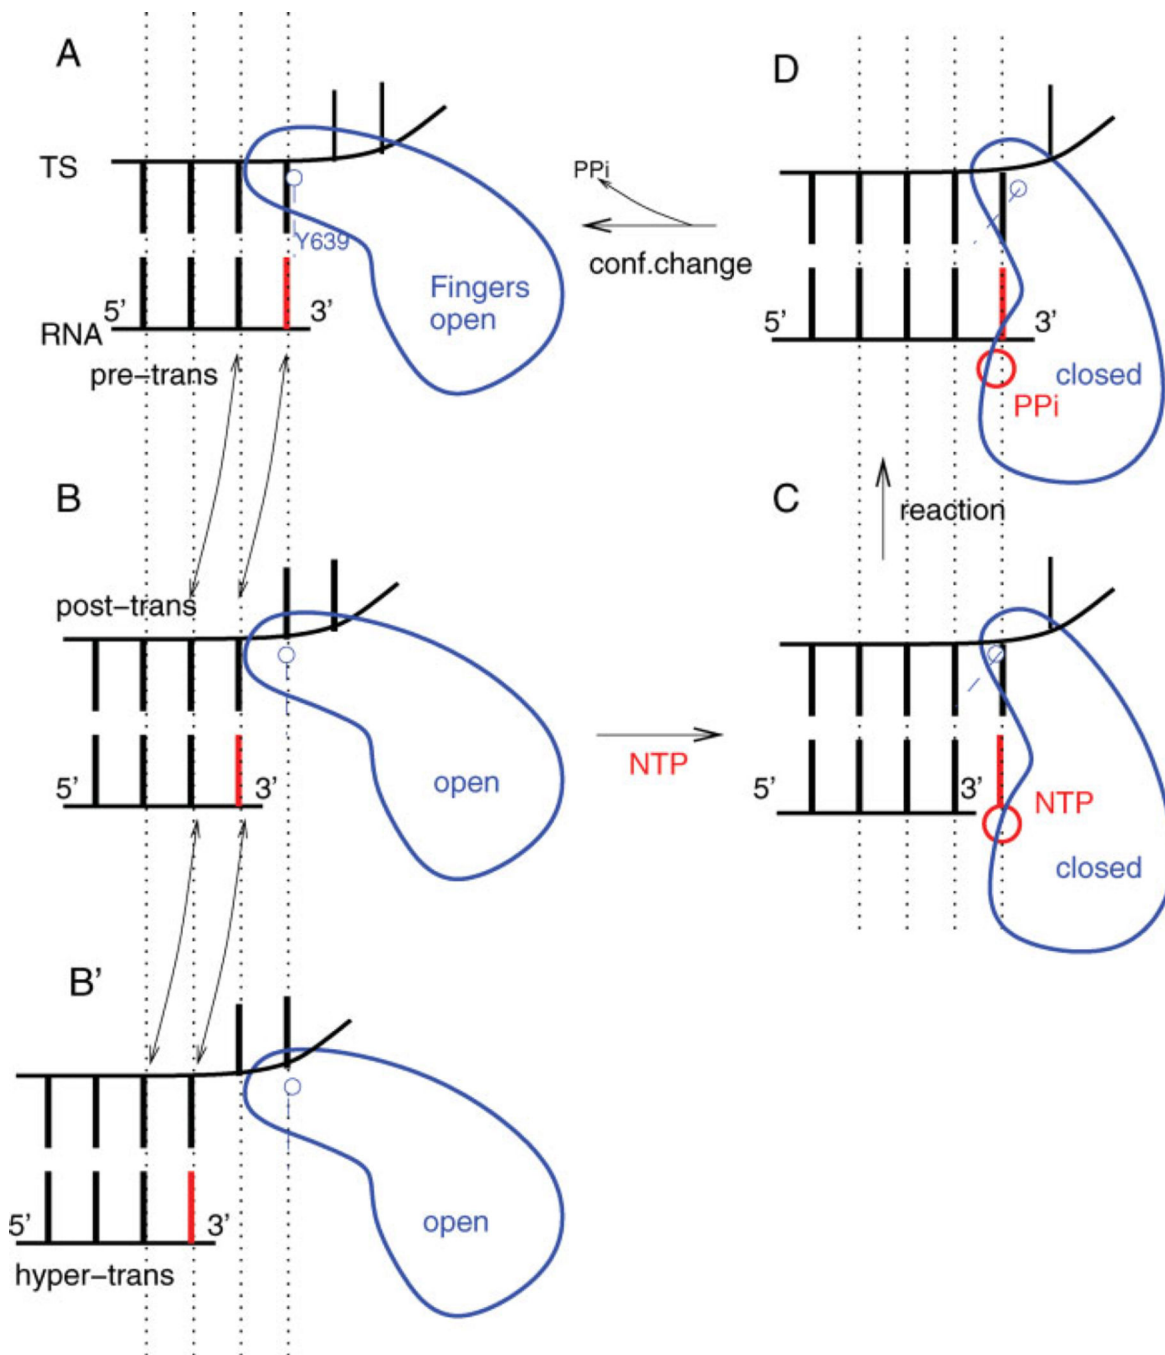 A
TS
Y639
Fingers
open
5’
3’
RNA
pre–trans
PPi
conf.change
D
5’
3’
closed
PPi
B
post–trans
5’
3’
open
NTP
reaction
C
5’
3’
NTP
closed
B’
5’
3’
open
hyper–trans